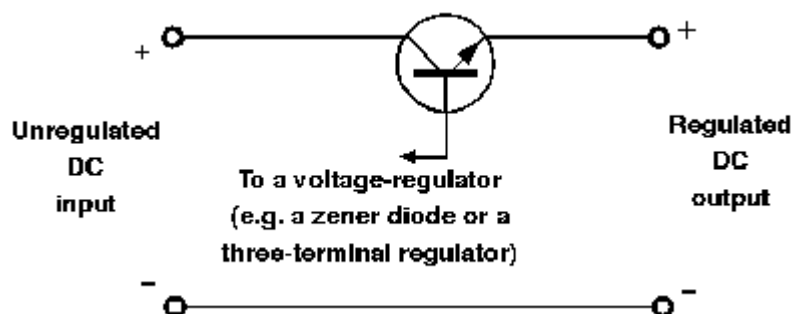 +
+
Unregulated
DC
input
Regulated
DC
output
To a voltage-regulator
(e.g. a zener diode or a
three-terminal regulator)
-
-